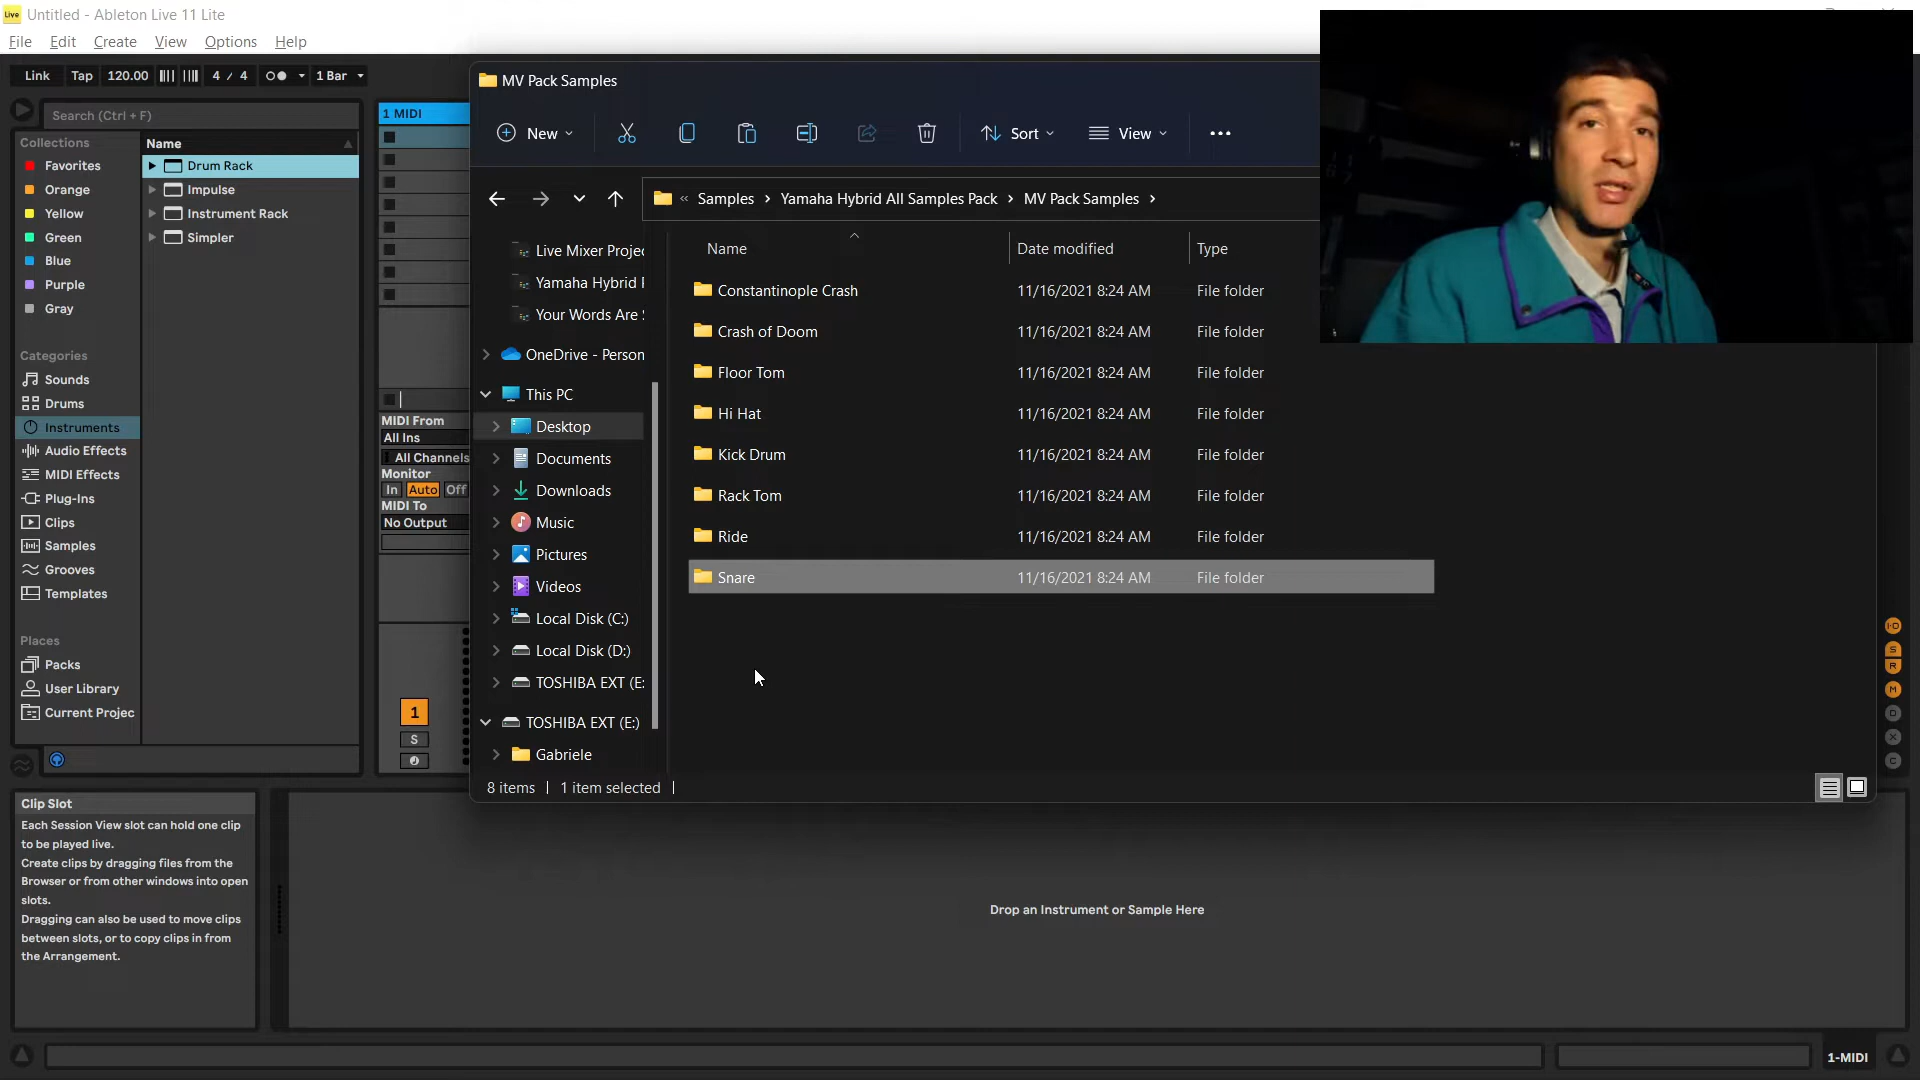 Live
Untitled - Ableton Live 11 Lite
File Edit Create View Options Help
Link Tap 120.00 4 / 4 1 Bar
Search (Ctrl + F)
Collections
Favorites
Orange
Yellow
Green
Blue
Purple
Gray
Categories
Sounds
Drums
Instruments
Audio Effects
MIDI Effects
Plug-Ins
Clips
Samples
Grooves
Templates
Places
Packs
User Library
Current Projec
Name
Drum Rack
Impulse
Instrument Rack
Simpler
1 MIDI
MIDI From
All Ins
All Channels
Monitor
In Auto Off
MIDI To
No Output
1
S
MV Pack Samples
New Sort View
« Samples > Yamaha Hybrid All Samples Pack > MV Pack Samples >
Live Mixer Projec
Yamaha Hybrid
Your Words Are
OneDrive - Person
This PC
Desktop
Documents
Downloads
Music
Pictures
Videos
Local Disk (C:)
Local Disk (D:)
TOSHIBA EXT (E:
TOSHIBA EXT (E:)
Gabriele
Name Date modified Type
Constantinople Crash 11/16/2021 8:24 AM File folder
Crash of Doom 11/16/2021 8:24 AM File folder
Floor Tom 11/16/2021 8:24 AM File folder
Hi Hat 11/16/2021 8:24 AM File folder
Kick Drum 11/16/2021 8:24 AM File folder
Rack Tom 11/16/2021 8:24 AM File folder
Ride 11/16/2021 8:24 AM File folder
Snare 11/16/2021 8:24 AM File folder
8 items 1 item selected
I·O
S
R
M
D
X
C
Clip Slot
Each Session View slot can hold one clip
to be played live.
Create clips by dragging files from the
Browser or from other windows into open
slots.
Dragging can also be used to move clips
between slots, or to copy clips in from
the Arrangement.
Drop an Instrument or Sample Here
1-MIDI